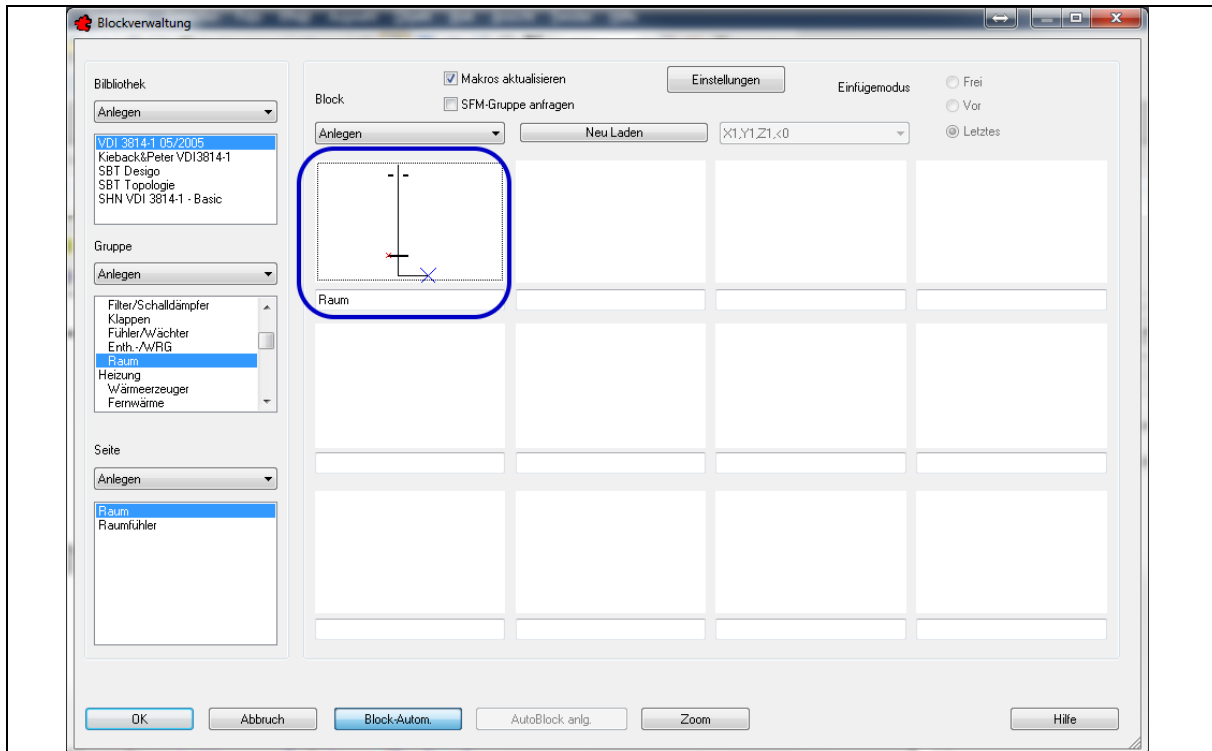 Blockverwaltung
Bilbliothek
Anlegen
VDI 3814-1 05/2005
Kieback&Peter VDI3814-1
SBT Desigo
SBT Topologie
SHN VDI 3814-1 - Basic
Gruppe
Anlegen
Filter/Schalldämpfer
Klappen
Fühler/Wächter
Enth.-/WRG
Raum
Heizung
Wärmeerzeuger
Fernwärme
Seite
Anlegen
Raum
Raumfühler
Block
Makros aktualisieren
SFM-Gruppe anfragen
Einstellungen
Einfügemodus
Frei
Vor
Letztes
Anlegen
Neu Laden
X1,Y1,Z1,<0
Raum
OK
Abbruch
Block-Autom.
AutoBlock anlg.
Zoom
Hilfe